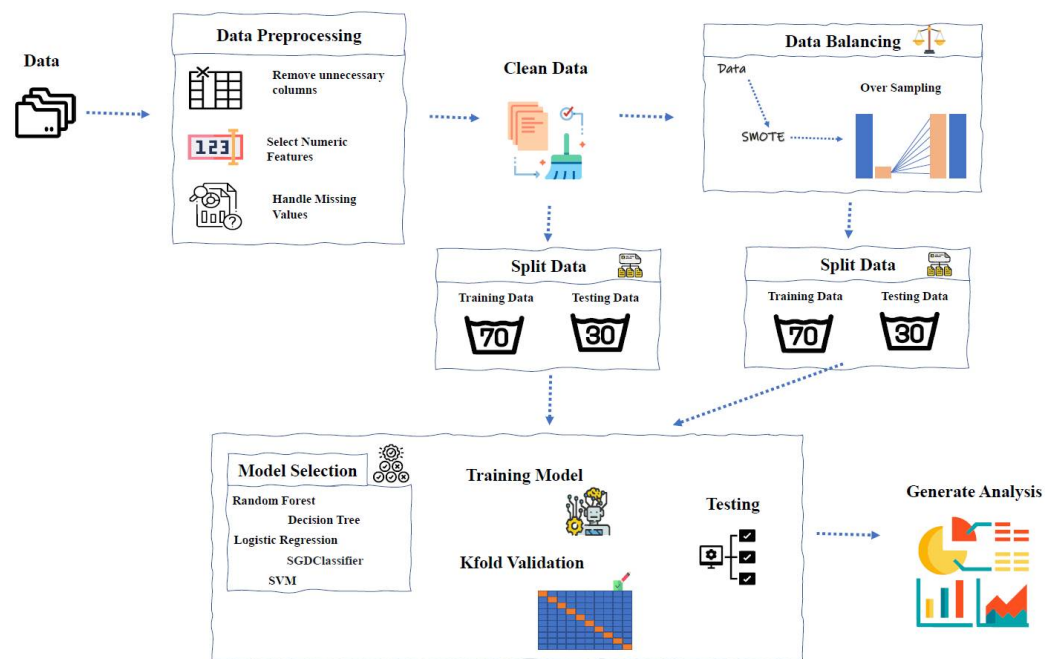 Data
Data Preprocessing
Remove unnecessary
columns
123
Select Numeric
Features
Handle Missing
Values
?
Clean Data
Data Balancing
Data
SMOTE
Over Sampling
Split Data
Training Data
Testing Data
70
30
Split Data
Training Data
Testing Data
70
30
Model Selection
Random Forest
Decision Tree
Logistic Regression
SGDClassifier
SVM
Training Model
Kfold Validation
Testing
Generate Analysis